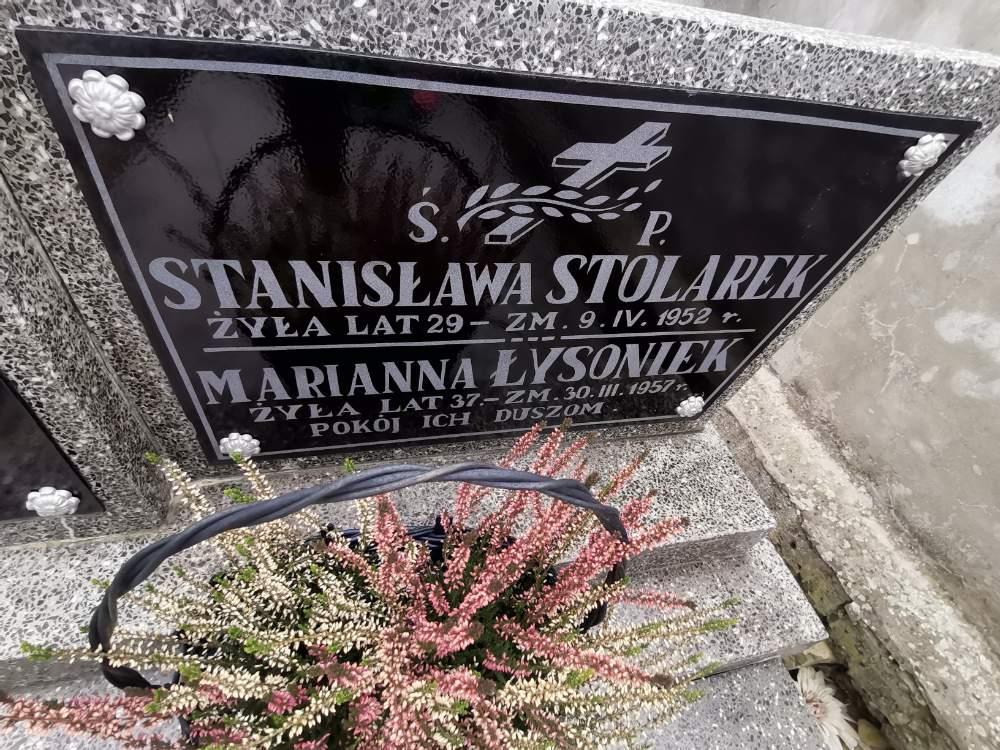 Ś. P.
STANISŁAWA STOLAREK
ŻYŁA LAT 29 – ZM. 9. IV. 1952 r.
MARIANNA ŁYSONIEK
ŻYŁA LAT 37. – ZM. 30. III. 1957 r.
POKÓJ ICH DUSZOM.